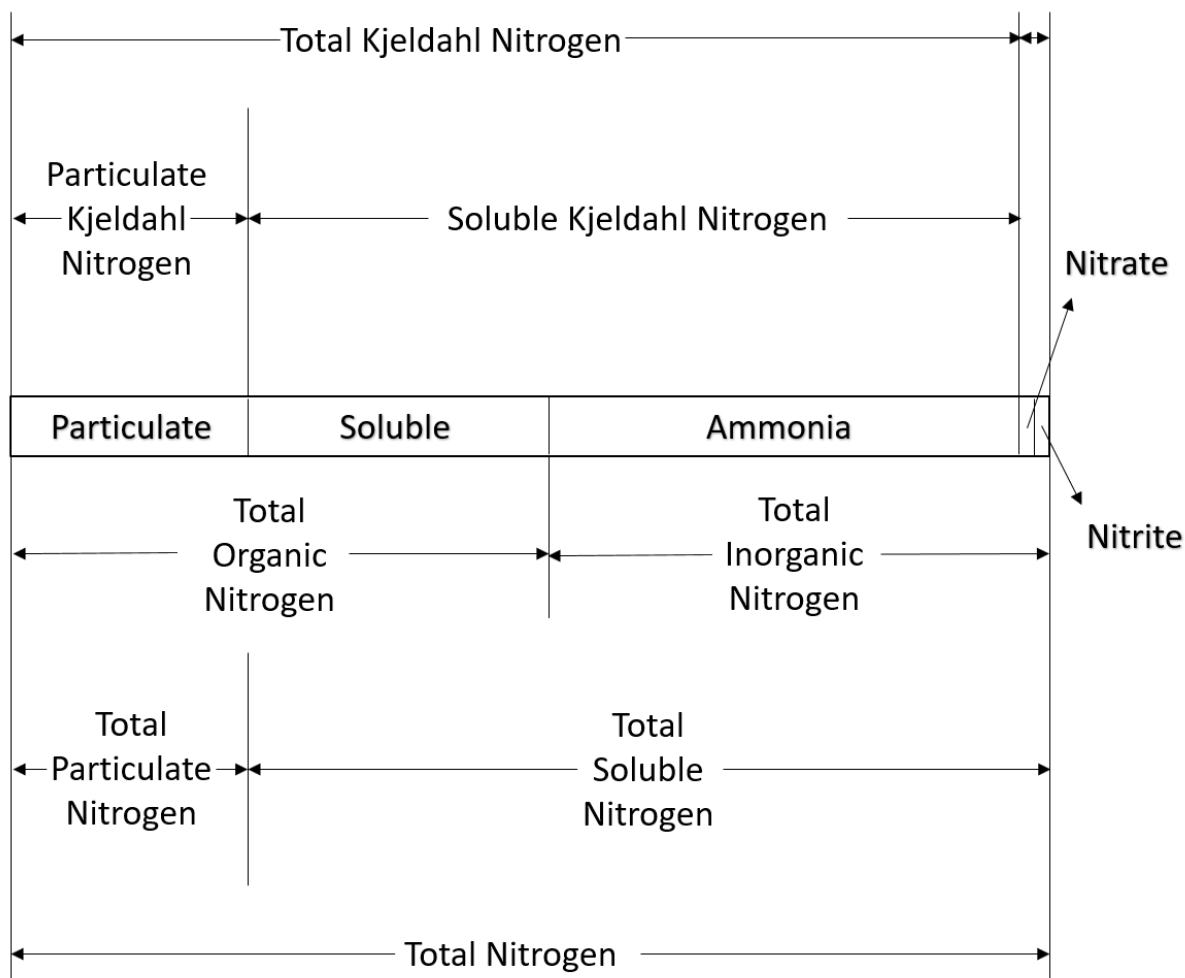 Total Kjeldahl Nitrogen
Particulate
Kjeldahl
Nitrogen
Soluble Kjeldahl Nitrogen
Nitrate
Particulate
Soluble
Ammonia
Total
Organic
Nitrogen
Total
Inorganic
Nitrogen
Nitrite
Total
Particulate
Nitrogen
Total
Soluble
Nitrogen
Total Nitrogen